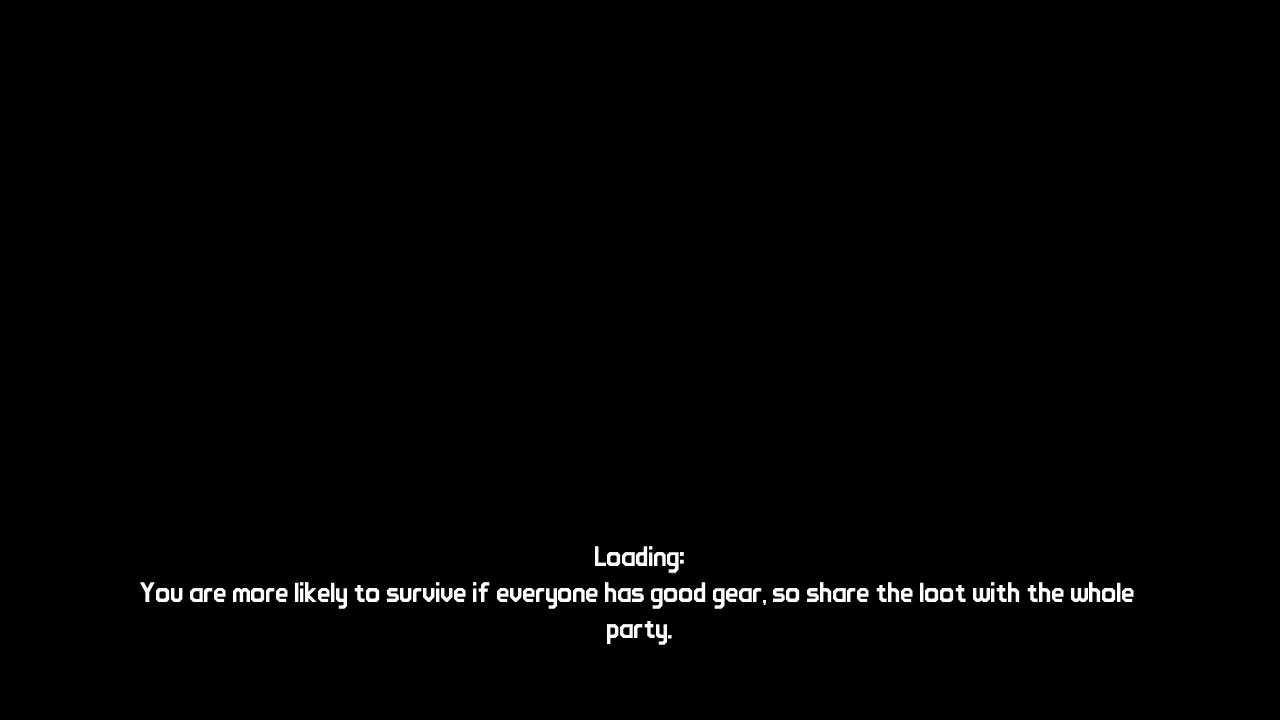 Loading:
You are more likely to survive if everyone has good gear, so share the loot with the whole
party.